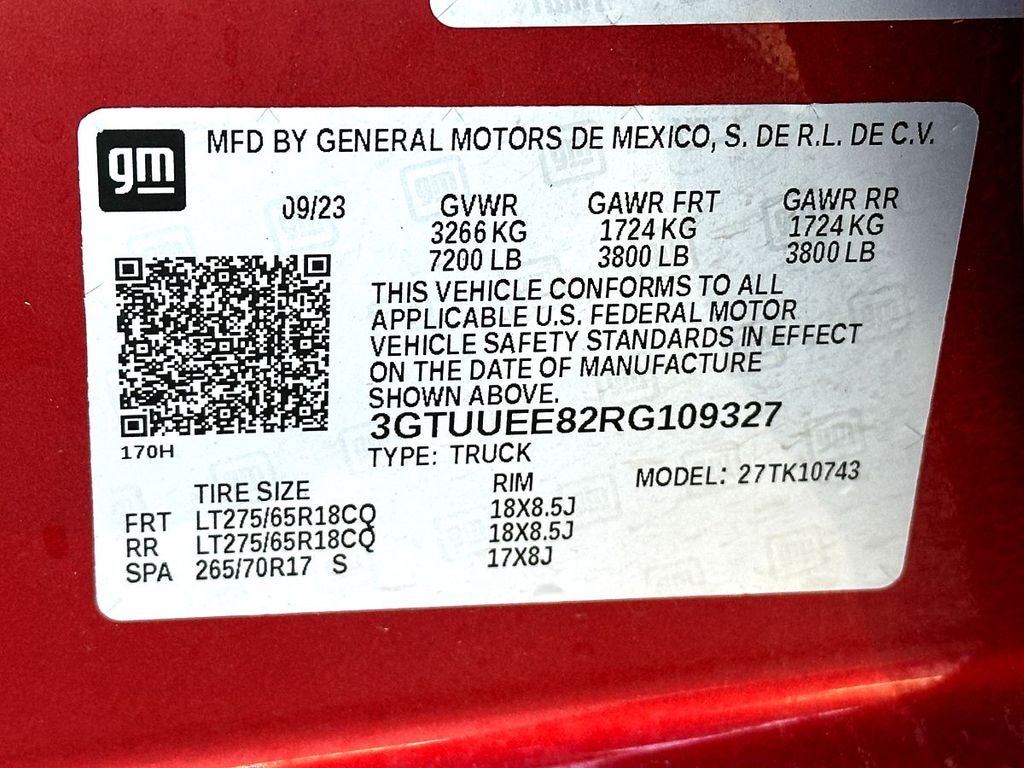 gm
MFD BY GENERAL MOTORS DE MEXICO, S. DE R.L. DE C.V.
09/23 GVWR GAWR FRT GAWR RR
3266 KG 1724 KG 1724 KG
7200 LB 3800 LB 3800 LB
THIS VEHICLE CONFORMS TO ALL
APPLICABLE U.S. FEDERAL MOTOR
VEHICLE SAFETY STANDARDS IN EFFECT
ON THE DATE OF MANUFACTURE
SHOWN ABOVE.
3GTUUEE82RG109327
170H
TYPE: TRUCK
MODEL: 27TK10743
TIRE SIZE RIM
FRT LT275/65R18CQ 18X8.5J
RR LT275/65R18CQ 18X8.5J
SPA 265/70R17 S 17X8J